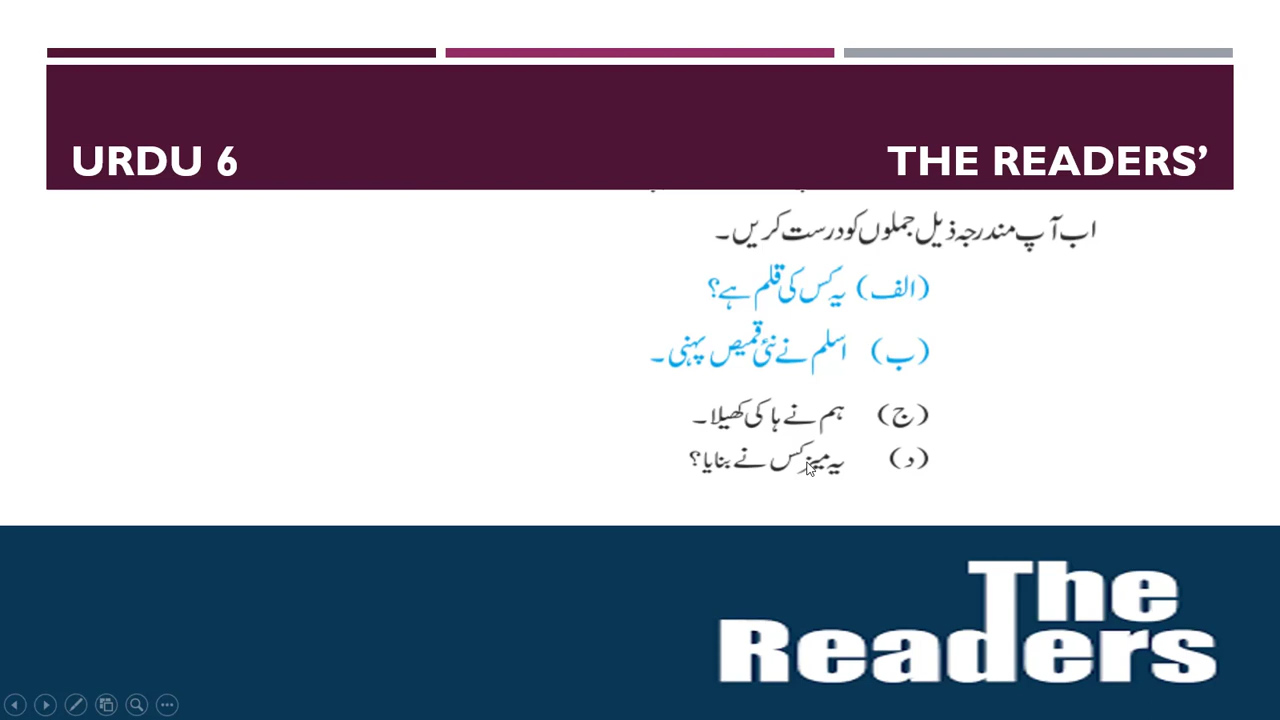 URDU 6
THE READERS’
اب آپ مندرجہ ذیل جملوں کو درست کریں۔
(الف) یہ کس کی قلم ہے؟
(ب) اسلم نے نئی قمیص پہنی۔
(ج) ہم نے ہاکی کھیلا۔
(د) یہ میز کس نے بنایا؟
The
Readers